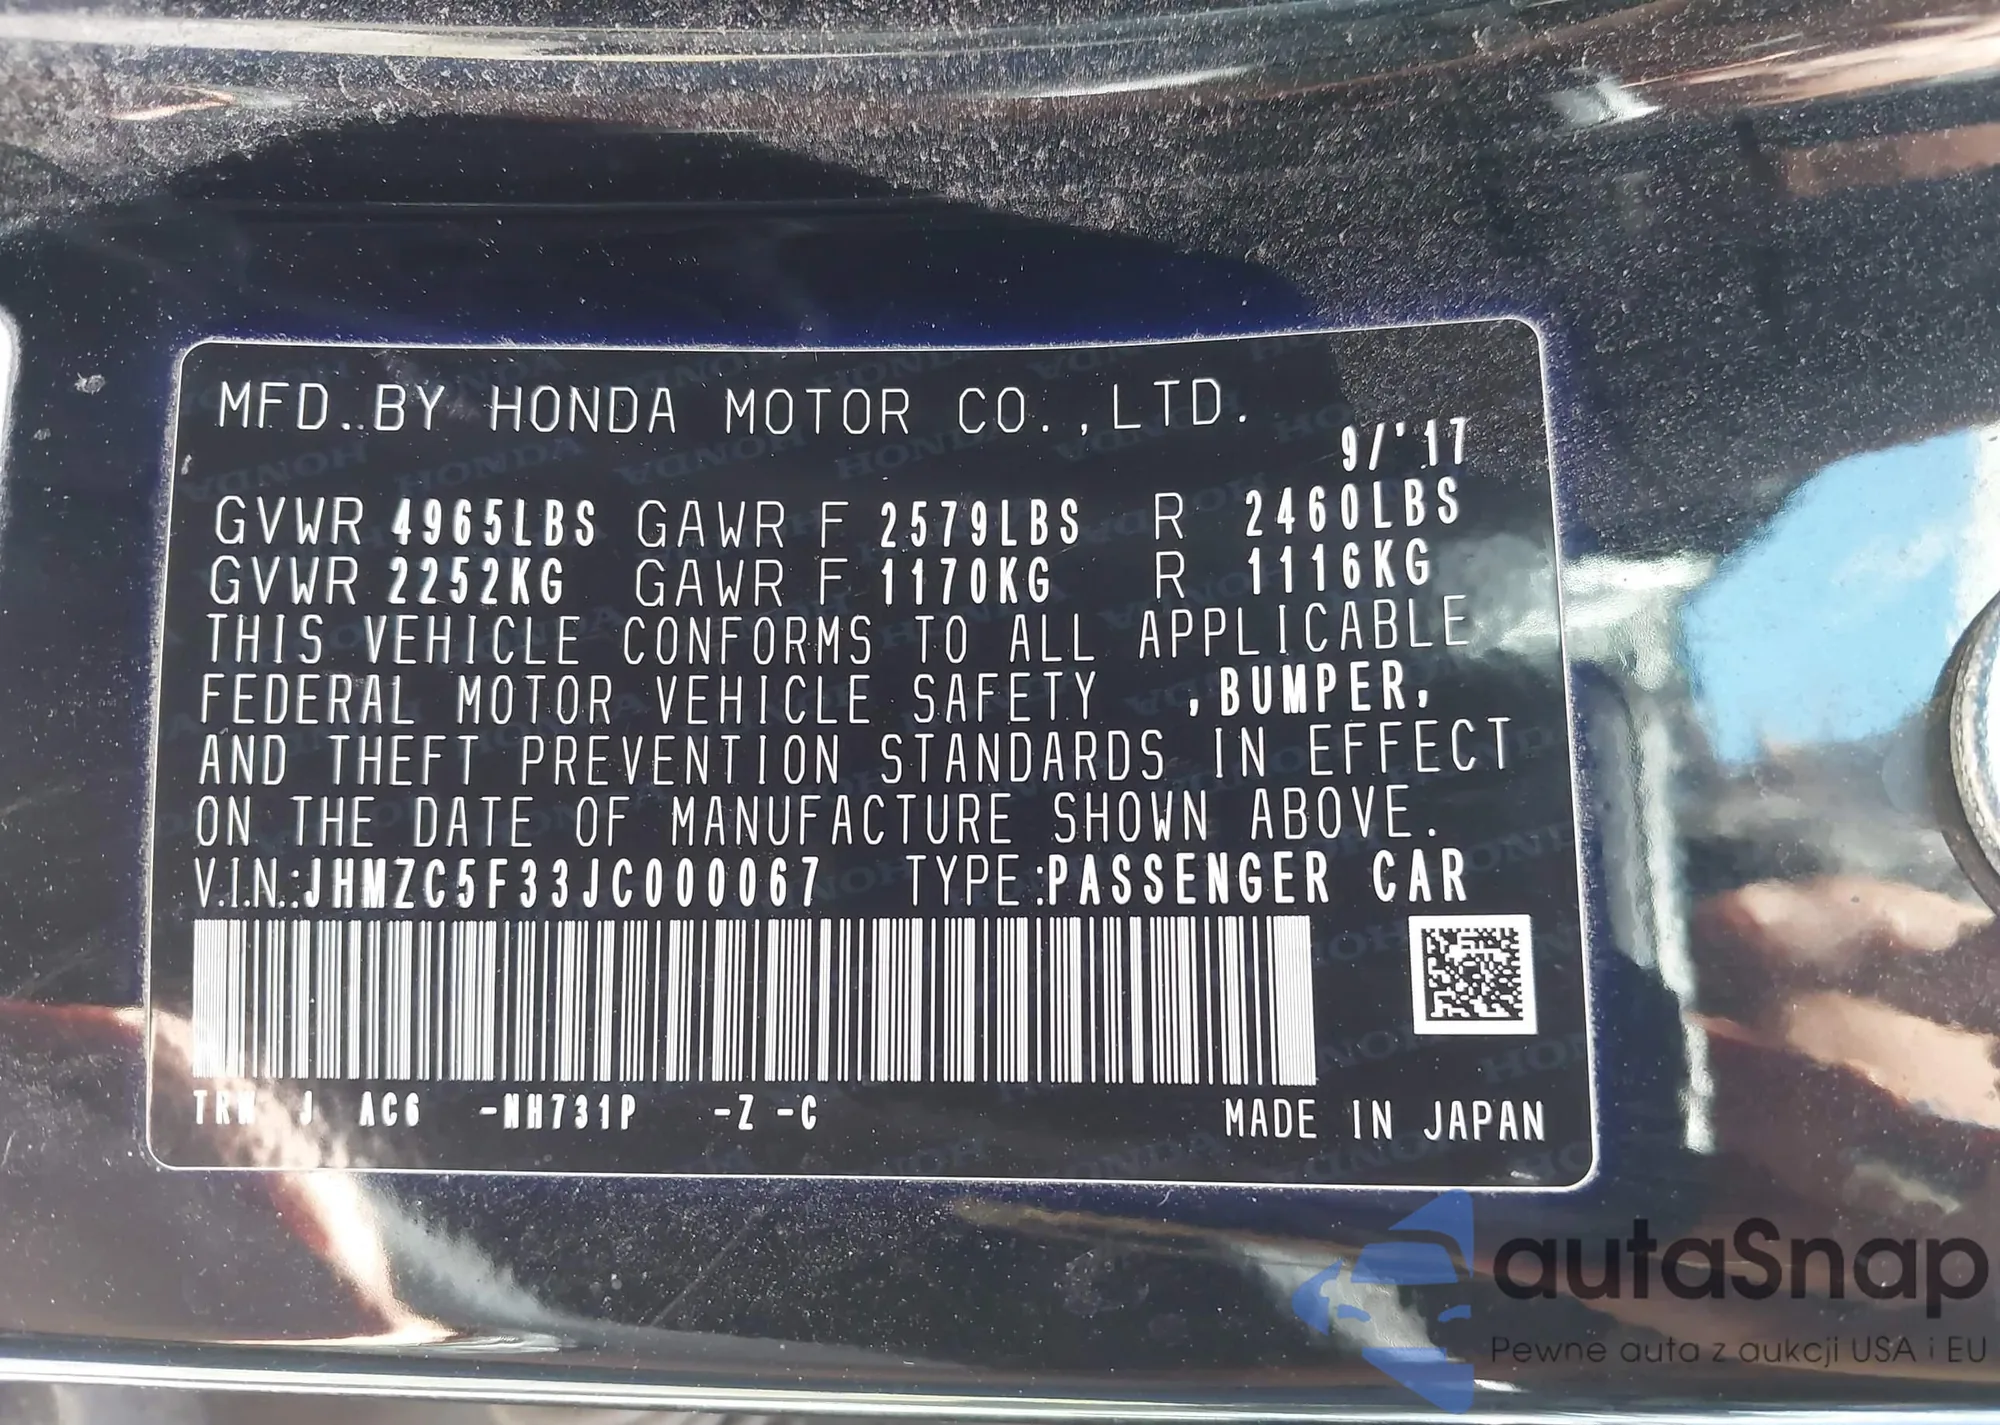 MFD. BY HONDA MOTOR CO.,LTD.
9/'17
GVWR 4965LBS GAWR F 2579LBS R 2460LBS
GVWR 2252KG GAWR F 1170KG R 1116KG
THIS VEHICLE CONFORMS TO ALL APPLICABLE
FEDERAL MOTOR VEHICLE SAFETY ,BUMPER,
AND THEFT PREVENTION STANDARDS IN EFFECT
ON THE DATE OF MANUFACTURE SHOWN ABOVE.
V.I.N.:JHMZC5F33JC000067 TYPE:PASSENGER CAR
TRM J AC6 -NH731P -Z -C MADE IN JAPAN
autaSnap
Pewne auta z aukcji USA i EU